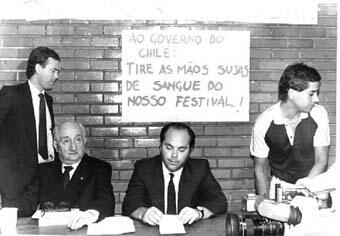 AO GOVERNO DO
CHILE:
TIRE AS MÃOS SUJAS
DE SANGUE DO
NOSSO FESTIVAL!